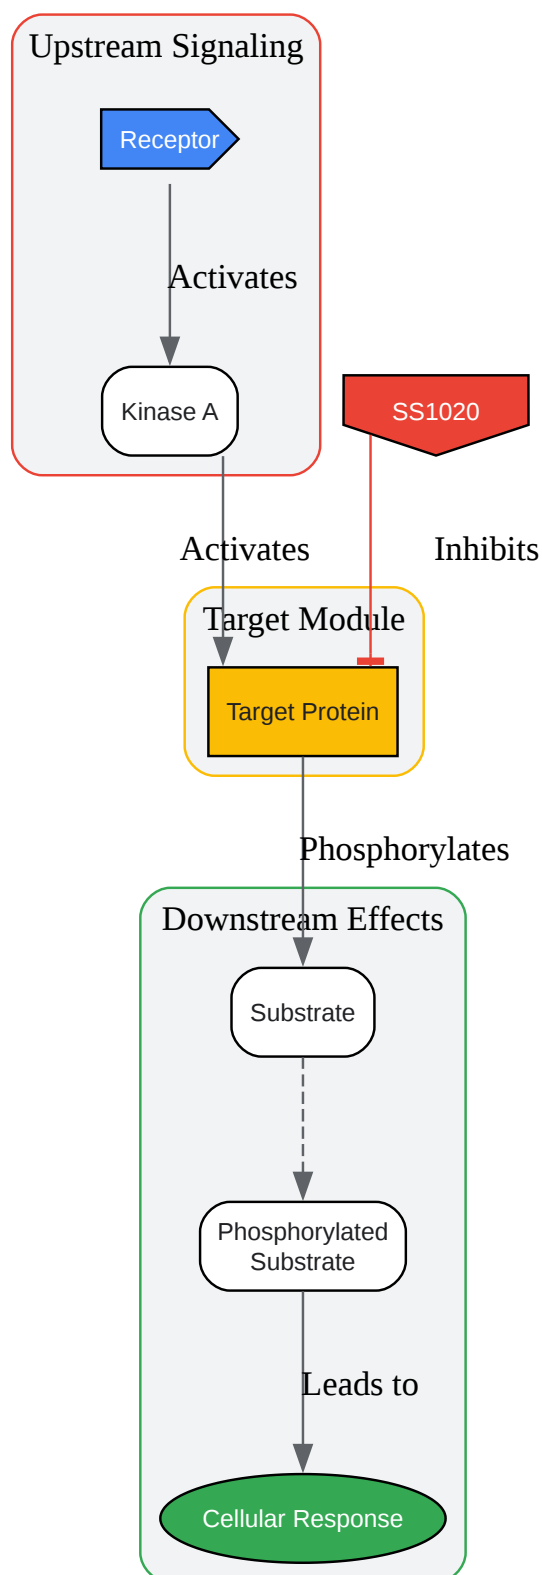 Upstream Signaling
Receptor
Activates
Kinase A
SS1020
Activates
Inhibits
Target Module
Target Protein
Phosphorylates
Downstream Effects
Substrate
Phosphorylated
Substrate
Leads to
Cellular Response